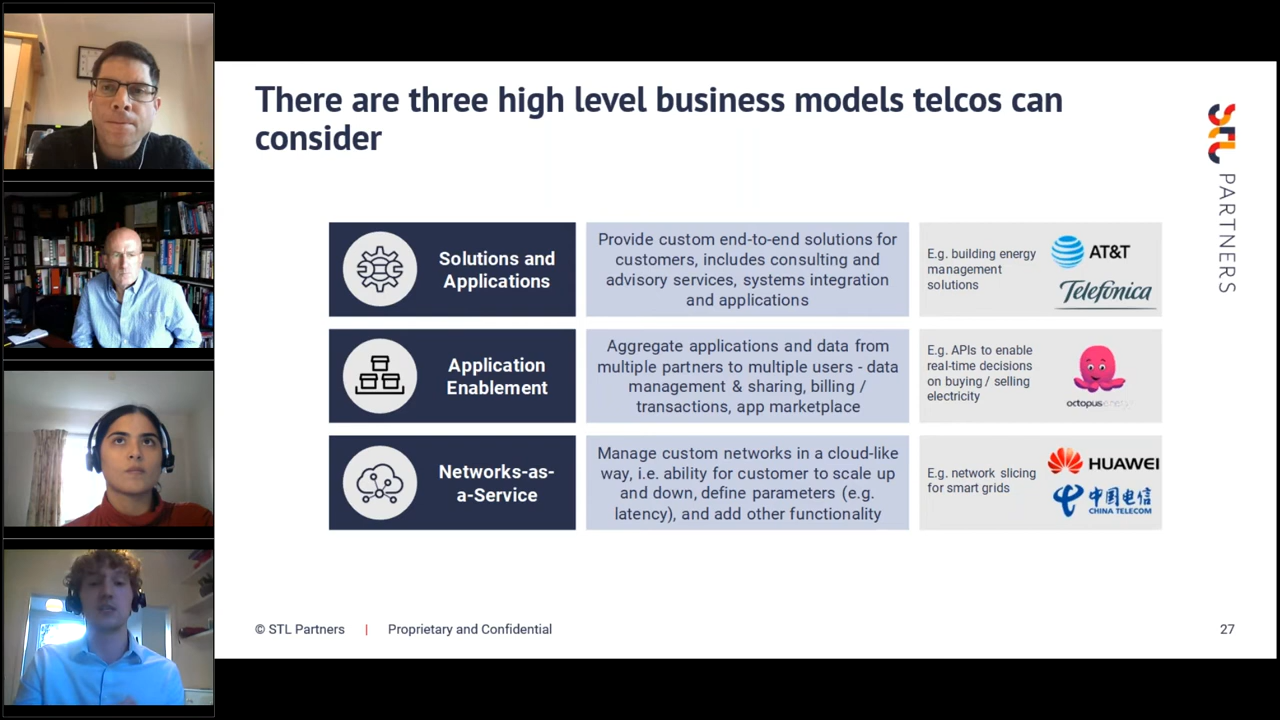 There are three high level business models telcos can
consider
STL
PARTNERS
Solutions and
Applications
Provide custom end-to-end solutions for
customers, includes consulting and
advisory services, systems integration
and applications
E.g. building energy
management
solutions
AT&T
Telefónica
Application
Enablement
Aggregate applications and data from
multiple partners to multiple users - data
management & sharing, billing /
transactions, app marketplace
E.g. APIs to enable
real-time decisions
on buying / selling
electricity
octopus energy
Networks-as-
a-Service
Manage custom networks in a cloud-like
way, i.e. ability for customer to scale up
and down, define parameters (e.g.
latency), and add other functionality
E.g. network slicing
for smart grids
HUAWEI
中国电信
CHINA TELECOM
© STL Partners | Proprietary and Confidential
27